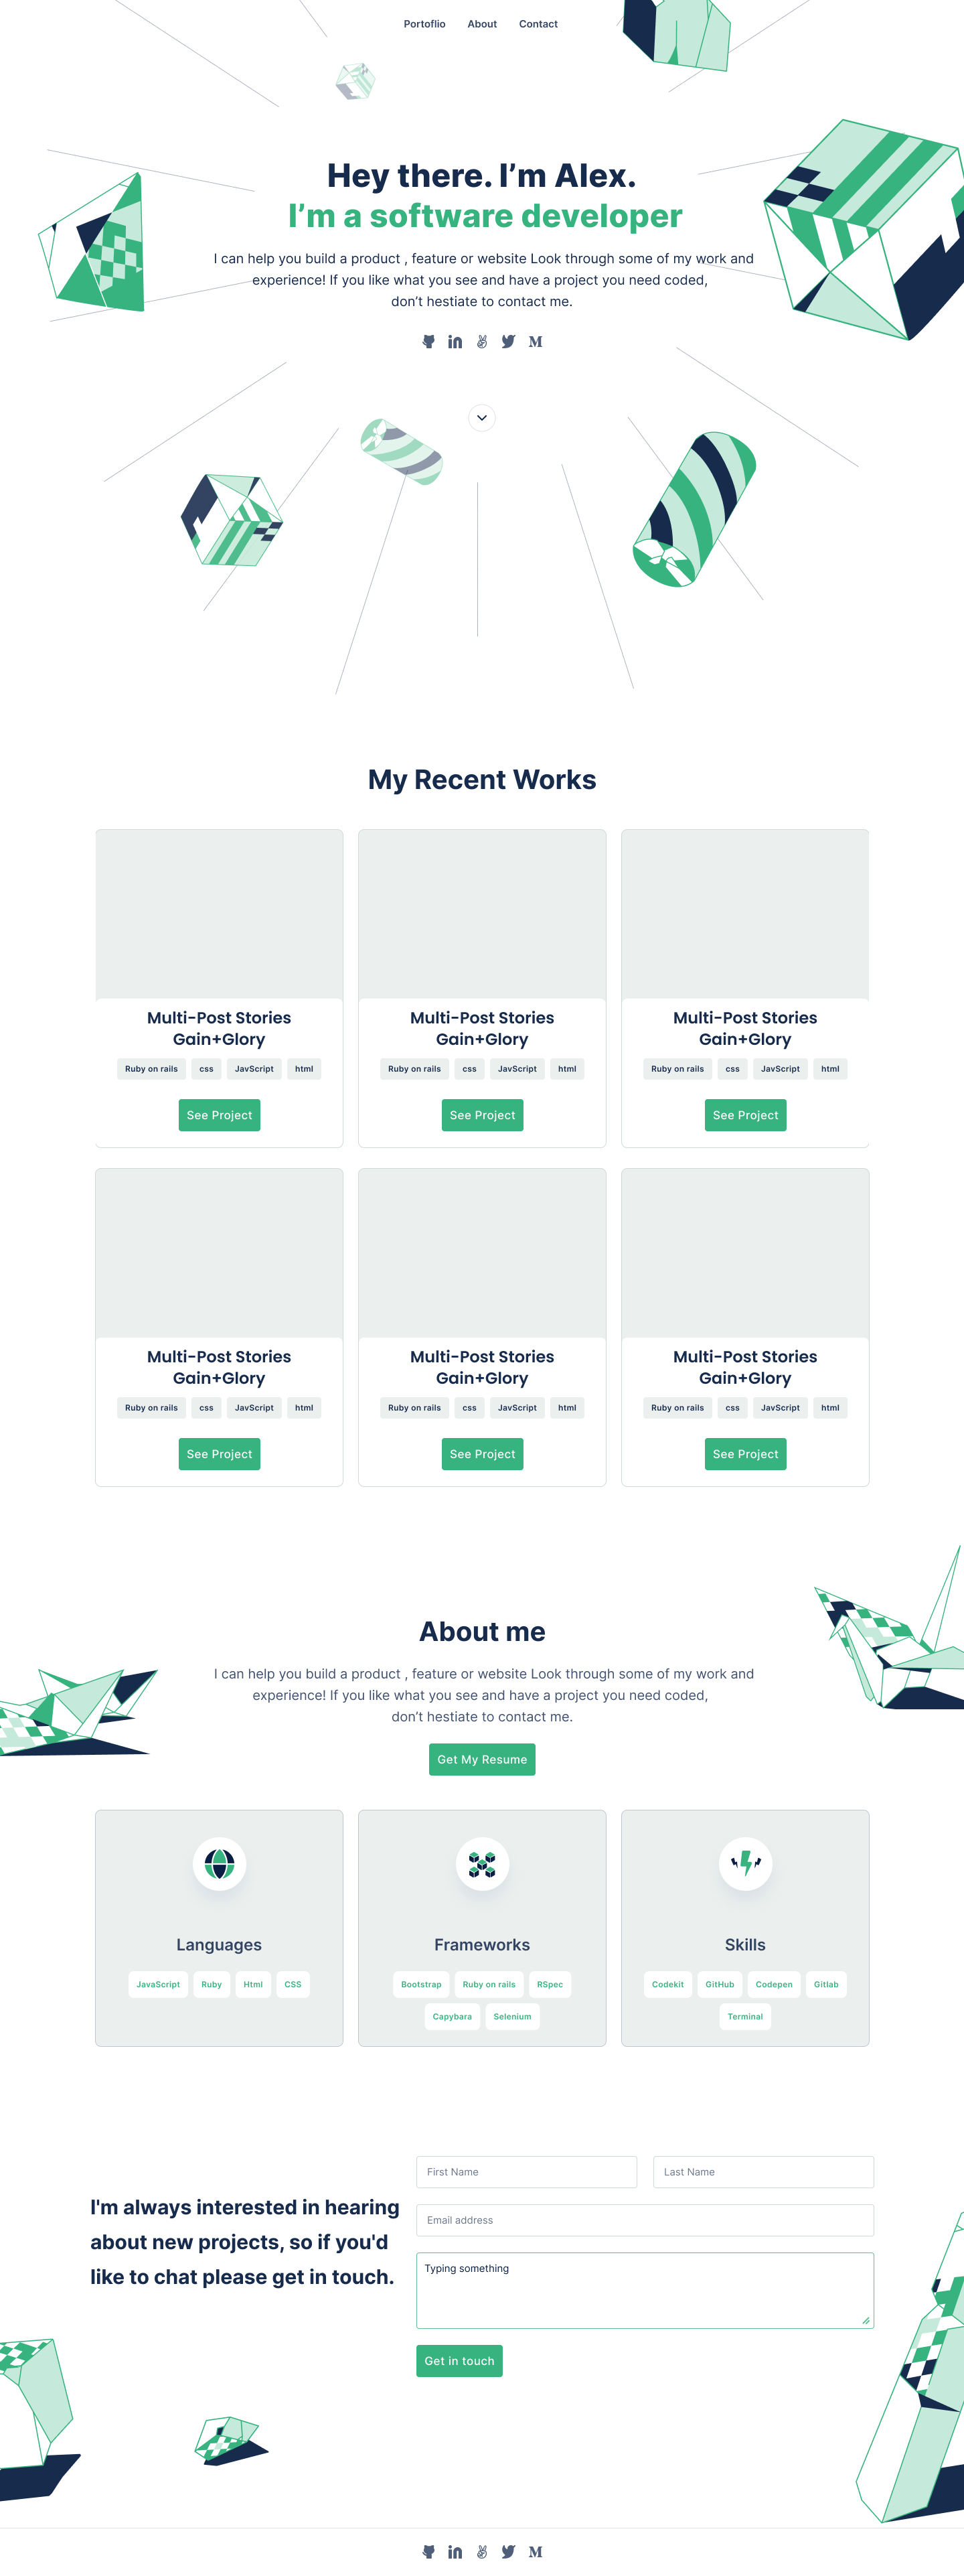 Portoflio About Contact
Hey there. I’m Alex.
I’m a software developer
I can help you build a product , feature or website Look through some of my work and
experience! If you like what you see and have a project you need coded,
don’t hestiate to contact me.
M
My Recent Works
Multi-Post Stories
Gain+Glory
Ruby on rails css JavScript html
See Project
Multi-Post Stories
Gain+Glory
Ruby on rails css JavScript html
See Project
Multi-Post Stories
Gain+Glory
Ruby on rails css JavScript html
See Project
Multi-Post Stories
Gain+Glory
Ruby on rails css JavScript html
See Project
Multi-Post Stories
Gain+Glory
Ruby on rails css JavScript html
See Project
Multi-Post Stories
Gain+Glory
Ruby on rails css JavScript html
See Project
About me
I can help you build a product , feature or website Look through some of my work and
experience! If you like what you see and have a project you need coded,
don’t hestiate to contact me.
Get My Resume
Languages
JavaScript Ruby Html CSS
Frameworks
Bootstrap Ruby on rails RSpec
Capybara Selenium
Skills
Codekit GitHub Codepen Gitlab
Terminal
I'm always interested in hearing
about new projects, so if you'd
like to chat please get in touch.
First Name Last Name
Email address
Typing something
Get in touch
M